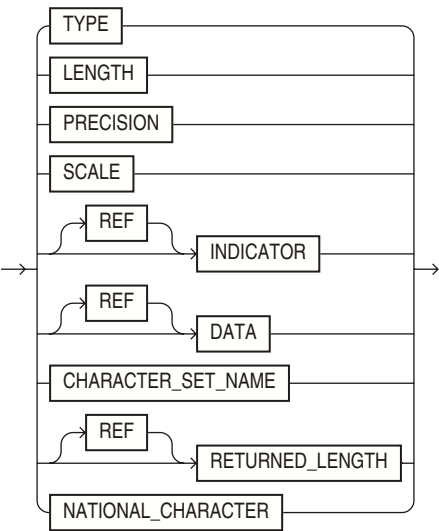 TYPE
LENGTH
PRECISION
SCALE
REF
INDICATOR
REF
DATA
CHARACTER_SET_NAME
REF
RETURNED_LENGTH
NATIONAL_CHARACTER